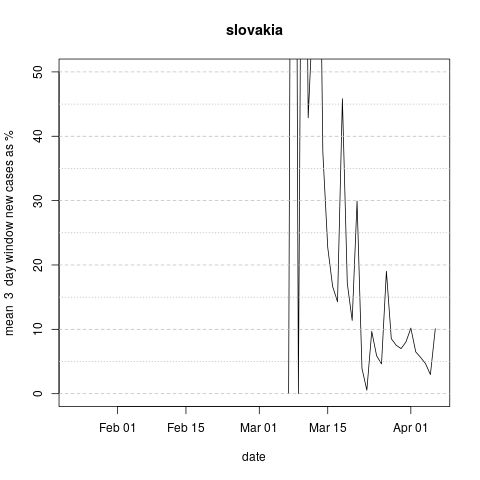 slovakia
mean  3  day window new cases as %
50
40
30
20
10
0
Feb 01
Feb 15
Mar 01
Mar 15
Apr 01
date